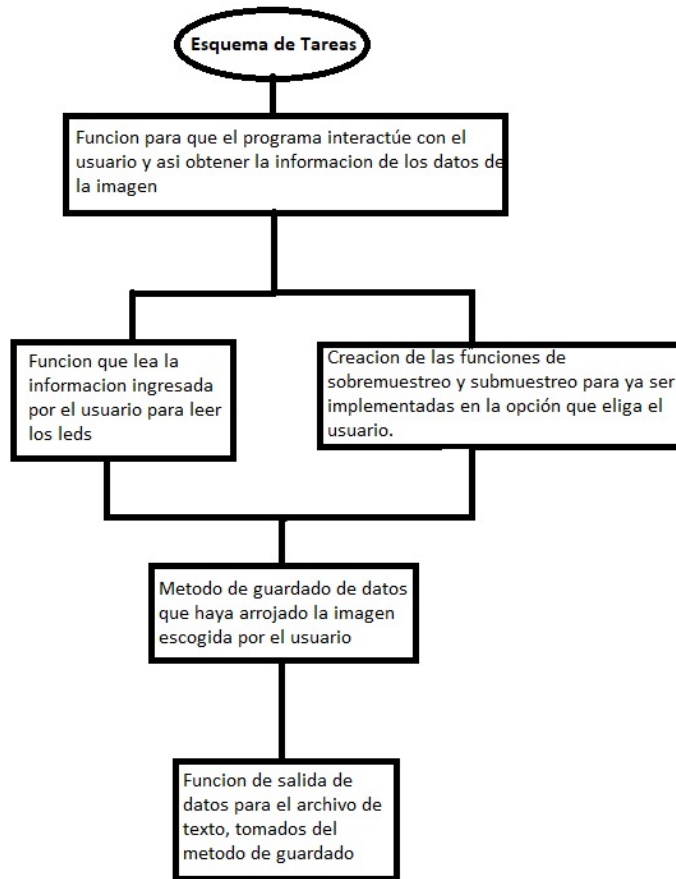 Esquema de Tareas
Funcion para que el programa interactúe con el
usuario y asi obtener la informacion de los datos de
la imagen
Funcion que lea la
informacion ingresada
por el usuario para leer
los leds
Creacion de las funciones de
sobremuestreo y submuestreo para ya ser
implementadas en la opción que eliga el
usuario.
Metodo de guardado de datos
que haya arrojado la imagen
escogida por el usuario
Funcion de salida de
datos para el archivo de
texto, tomados del
metodo de guardado